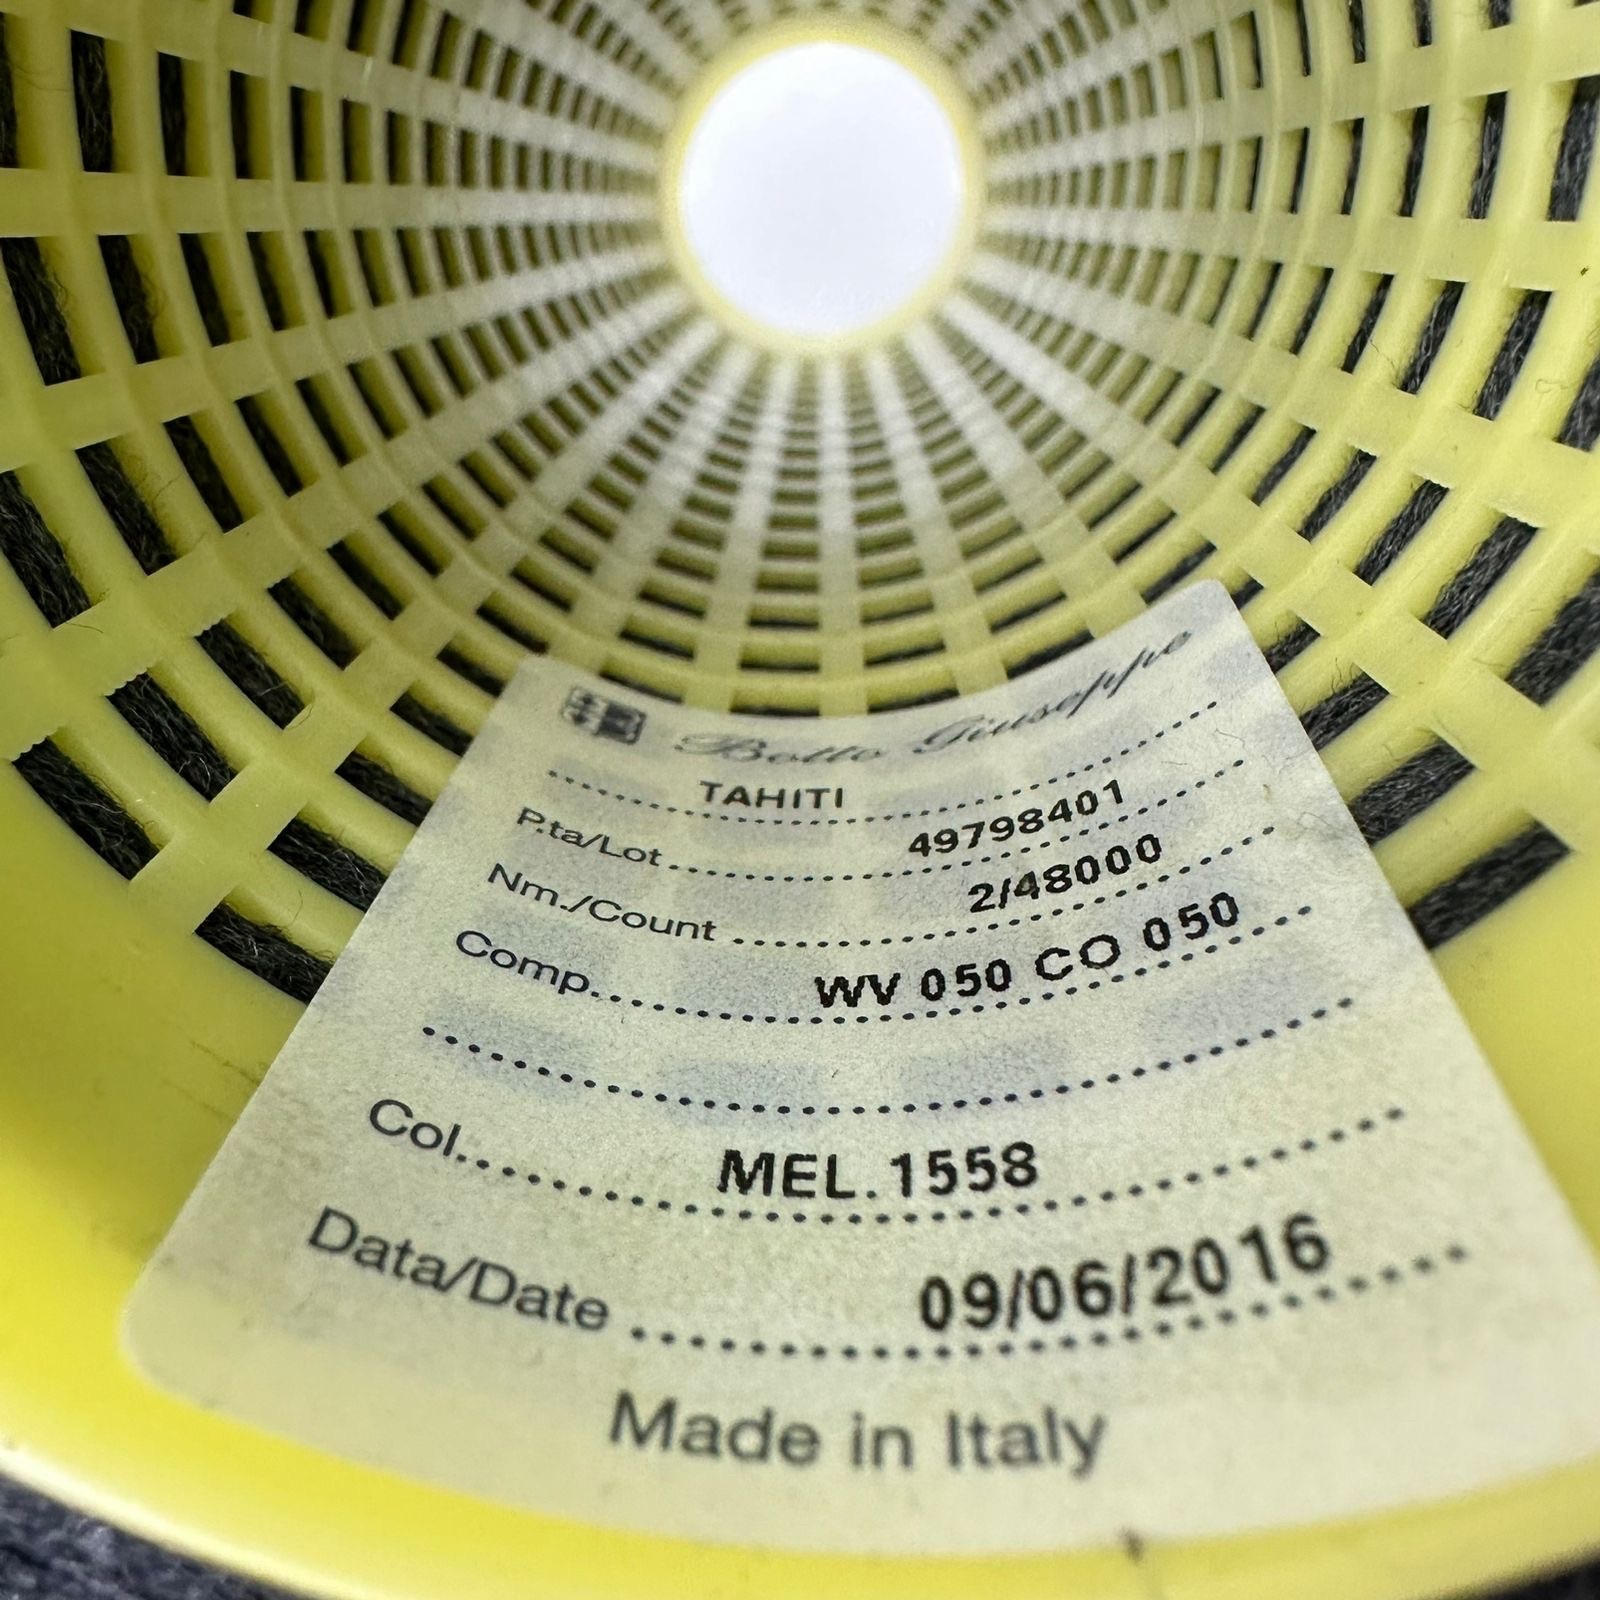 Botto Giuseppe
TAHITI
P.ta/Lot 49798401
Nm./Count 2/48000
Comp. WV 050 CO 050
Col. MEL.1558
Data/Date 09/06/2016
Made in Italy